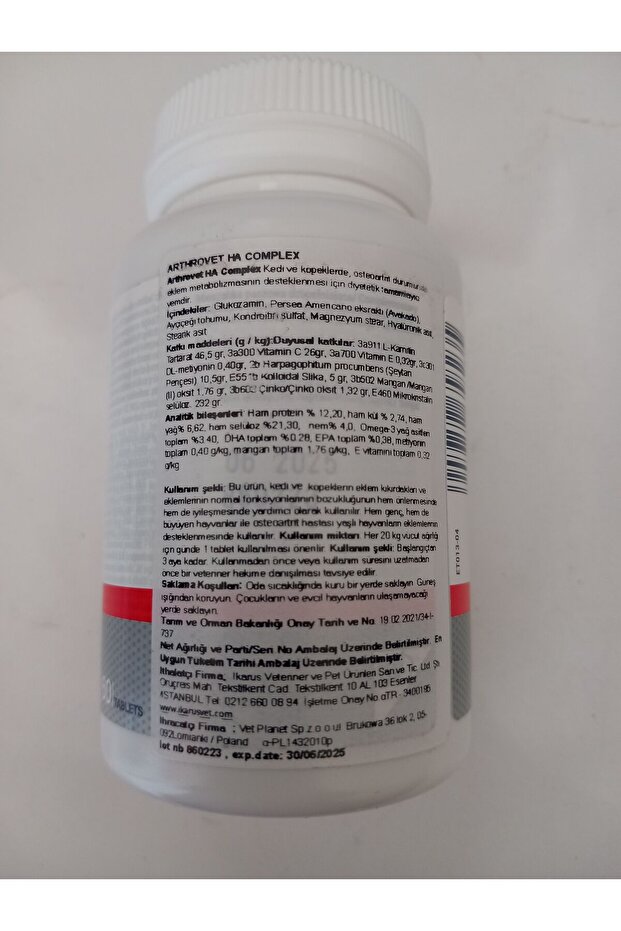 ARTHROVET HA COMPLEX
Arthrovet HA Complex Kedi ve kopeklerde, osteoartrit durumunda
eklem metabolizmasının desteklenmesi için diyetetik tamamlayıcı
yemdir.
İçindekiler: Glukozamin, Persea Americano eksraktı (Avokado),
Ayçiçeği tohumu, Kondroitin sulfat, Magnezyum stear, Hyaluronik asit,
Stearik asit
Katkı maddeleri (g / kg):Duyusal katkılar: 3a911 L-Karnitin
Tartarat 46,5 gr, 3a300 Vitamin C 26gr, 3a700 Vitamin E 0,32gr, 3c301
DL-metiyonin 0,40gr, 2b Harpagophitum procumbens (Şeytan
Pençesi) 10,5gr, E551b Kolloidal Silika, 5 gr, 3b502 Mangan/Mangan
(II) oksit 1.76 gr, 3b603 Çinko/Çinko oksit 1,32 gr, E460 Mikrokristalin
selüloz. 232 gr.
Analitik bileşenleri: Ham protein % 12,20, ham kül % 2,74, ham
yağ% 6,62, ham seluloz %21,30, nem% 4,0, Omega-3 yağ asitleri
toplam %3.40, DHA toplam %0.28, EPA toplam %0.38, metiyonin
toplam 0,40 g/kg, mangan toplam 1.76 g/kg, E vitamini toplam 0.32
g/kg
06 2025
Kullanım şekli: Bu ürün, kedi ve kopeklerin eklem kıkırdakları ve
eklemlerinin normal fonksiyonlarının bozukluğunun hem önlenmesinde
hem de iyileşmesinde yardımcı olarak kullanılır. Hem genç, hem de
büyüyen hayvanlar ile osteoartrit hastası yaşlı hayvanların eklemlerinin
desteklenmesinde kullanılır. Kullanım miktarı: Her 20 kg vücut ağırlığı
için günde 1 tablet kullanılması önerilir. Kullanım şekli: Başlangıçtan
3 aya kadar. Kullanmadan önce veya kullanım suresini uzatmadan
önce bir veteriner hekime danışılması tavsiye edilir.
Saklama Koşulları: Oda sıcaklığında kuru bir yerde saklayın Guneş
ışığından koruyun. Çocukların ve evcil hayvanların ulaşamayacağı
yerde saklayın.
Tarım ve Orman Bakanlığı Onay Tarih ve No: 19.02.2021/34-I-
737
Net Ağırlığı ve Parti/Seri No Ambalaj Üzerinde Belirtilmiştir. En
Uygun Tuketim Tarihi Ambalaj Üzerinde Belirtilmiştir.
İthalatçı Firma; Ikarus Veteriner ve Pet Ürünleri San ve Tic. Ltd. Şti
Oruçreis Mah. Tekstilkent Cad. Tekstilkent 10 AL 103 Esenler
İSTANBUL Tel: 0212 660 08 94 İşletme Onay No αTR - 3400195
www.ikarusvet.com
İhracatçı Firma ; Vet Planet Sp z o o ul Brukowa 36 lok 2, 05-
092Lomianki / Poland α-PL1432010p
lot nb 860223 , exp.date: 30/06/2025
TABLETS
ET013-04